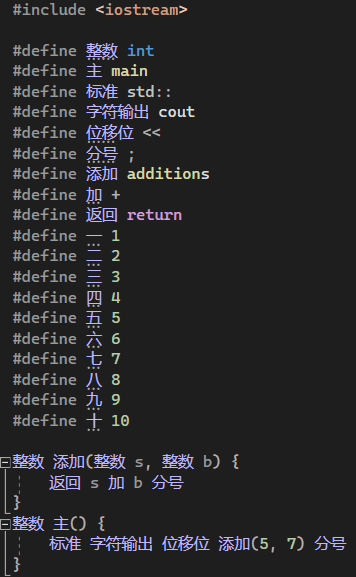 #include <iostream>
#define 整数 int
#define 主 main
#define 标准 std::
#define 字符输出 cout
#define 位移位 <<
#define 分号 ;
#define 添加 additions
#define 加 +
#define 返回 return
#define 一 1
#define 二 2
#define 三 3
#define 四 4
#define 五 5
#define 六 6
#define 七 7
#define 八 8
#define 九 9
#define 十 10
整数 添加(整数 s, 整数 b) {
返回 s 加 b 分号
}
整数 主() {
标准 字符输出 位移位 添加(5, 7) 分号
}